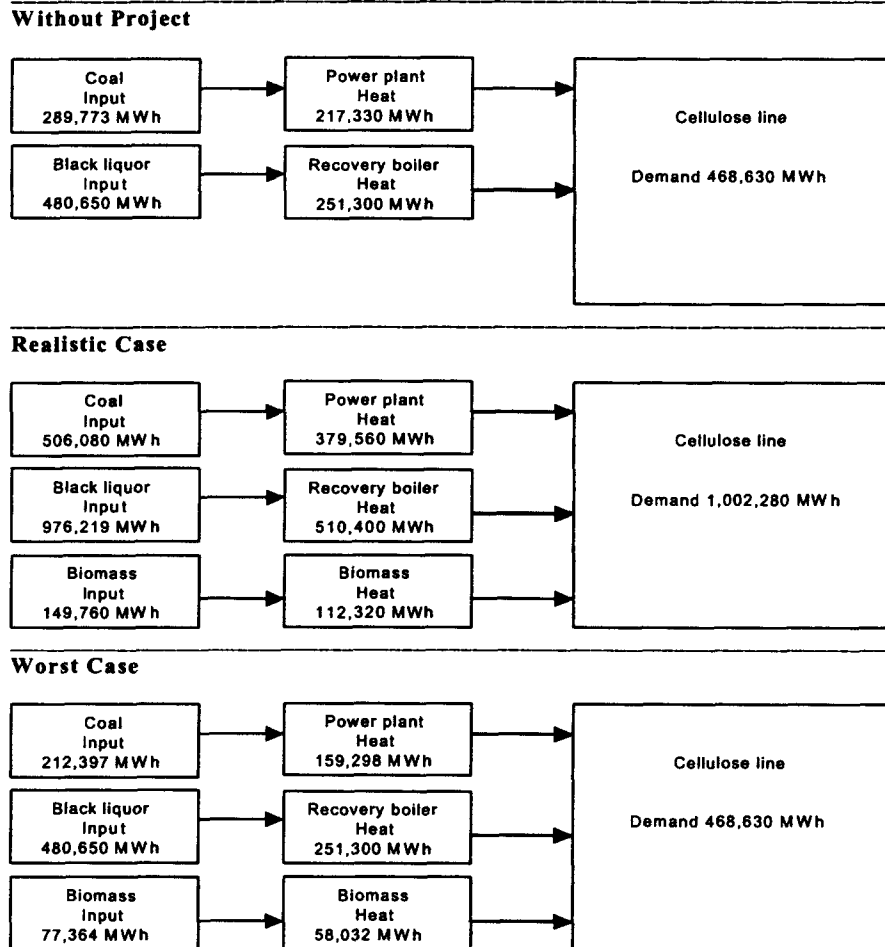 Without Project
Coal
Input
289,773 MWh
Power plant
Heat
217,330 MWh
Cellulose line
Demand 468,630 MWh
Black liquor
Input
480,650 MWh
Recovery boiler
Heat
251,300 MWh
Realistic Case
Coal
Input
506,080 MWh
Power plant
Heat
379,560 MWh
Cellulose line
Demand 1,002,280 MWh
Black liquor
Input
976,219 MWh
Recovery boiler
Heat
510,400 MWh
Biomass
Input
149,760 MWh
Biomass
Heat
112,320 MWh
Worst Case
Coal
Input
212,397 MWh
Power plant
Heat
159,298 MWh
Cellulose line
Demand 468,630 MWh
Black liquor
Input
480,650 MWh
Recovery boiler
Heat
251,300 MWh
Biomass
Input
77,364 MWh
Biomass
Heat
58,032 MWh